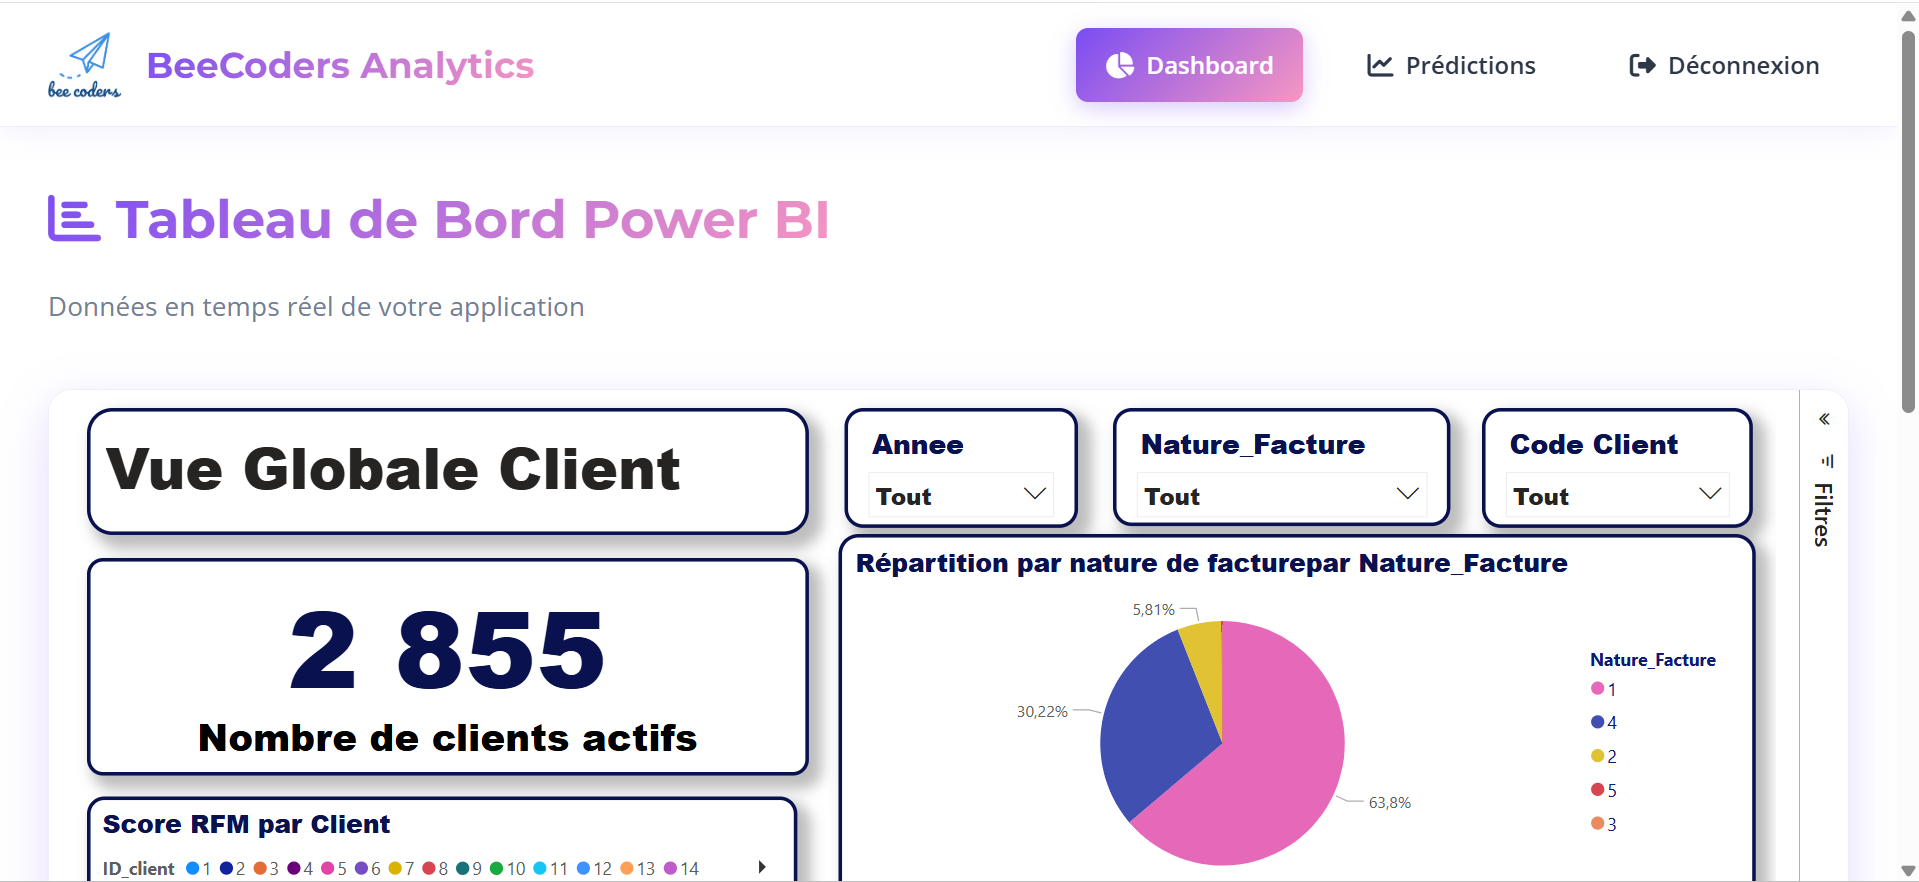 bee coders
BeeCoders Analytics
Dashboard
Prédictions
Déconnexion
Tableau de Bord Power BI
Données en temps réel de votre application
Vue Globale Client
Annee
Tout
Nature_Facture
Tout
Code Client
Tout
Filtres
2 855
Nombre de clients actifs
Répartition par nature de facturepar Nature_Facture
5,81%
30,22%
63,8%
Nature_Facture
1
4
2
5
3
Score RFM par Client
ID_client 1 2 3 4 5 6 7 8 9 10 11 12 13 14